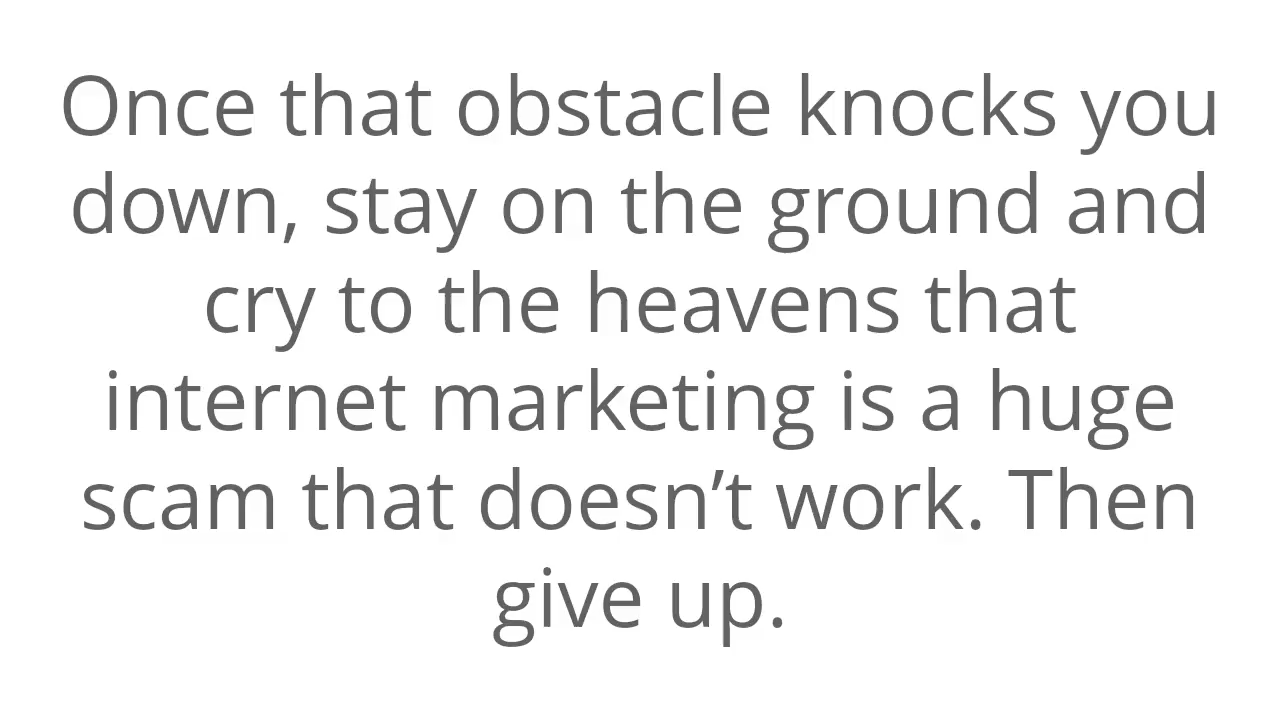 Once that obstacle knocks you
down, stay on the ground and
cry to the heavens that
internet marketing is a huge
scam that doesn’t work. Then
give up.